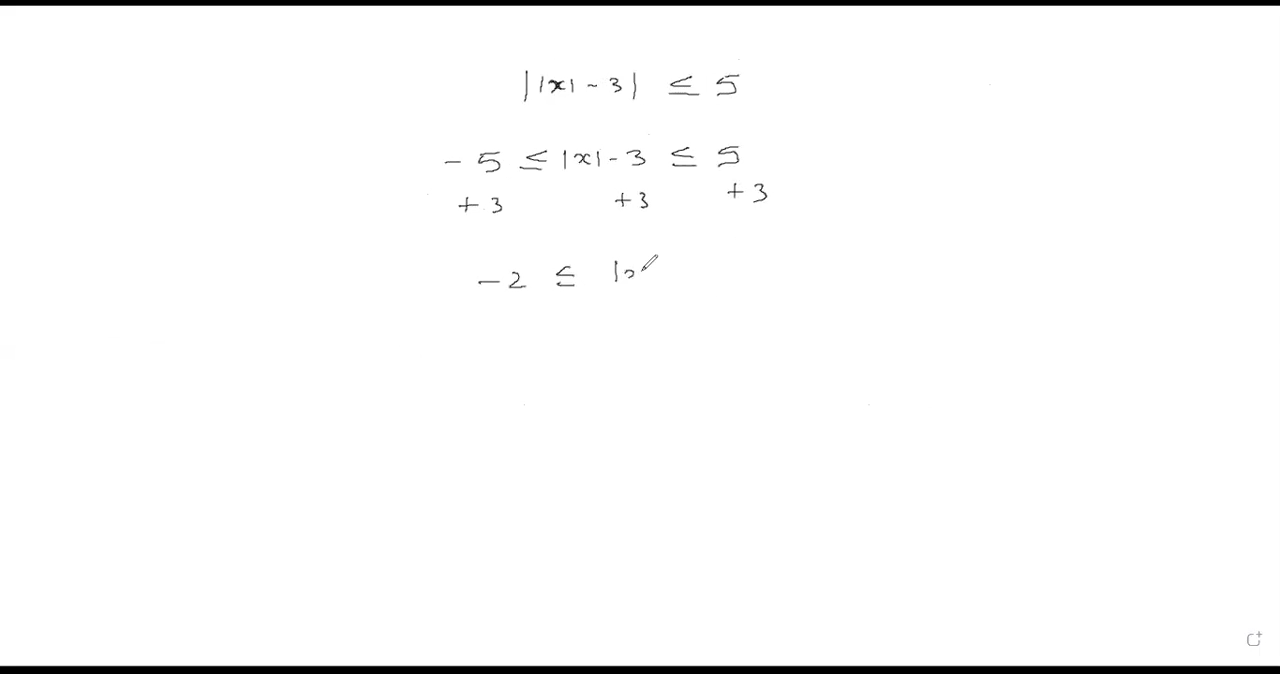 ||x| - 3| ≤ 5
- 5 ≤ |x| - 3 ≤ 5
+ 3 + 3 + 3
- 2 ≤ |